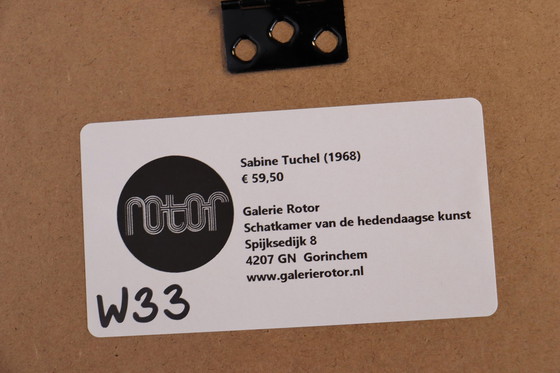 rotor
Sabine Tuchel (1968)
€ 59,50
Galerie Rotor
Schatkamer van de hedendaagse kunst
Spijksedijk 8
4207 GN  Gorinchem
www.galerierotor.nl
W33